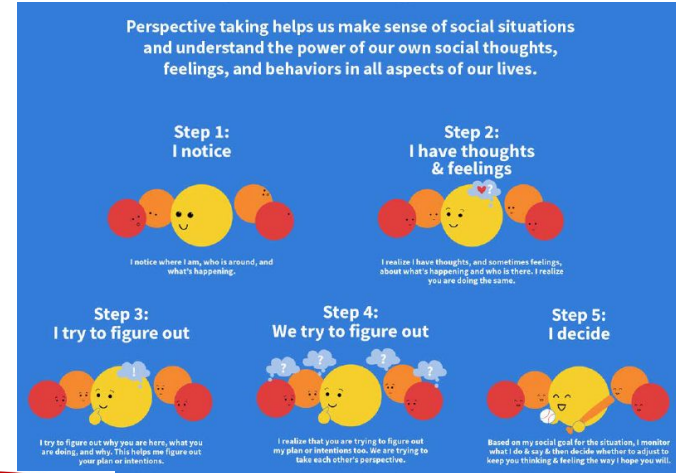 Perspective taking helps us make sense of social situations
and understand the power of our own social thoughts,
feelings, and behaviors in all aspects of our lives.
Step 1:
I notice
I notice where I am, who is around, and
what's happening.
Step 2:
I have thoughts
& feelings
?
I realize I have thoughts, and sometimes feelings,
about what's happening and who is there. I realize
you are doing the same.
Step 3:
I try to figure out
!
I try to figure out why you are here, what you
are doing, and why. This helps me figure out
your plan or intentions.
Step 4:
We try to figure out
? ? ? ?
I realize that you are trying to figure out
my plan or intentions too. We are trying to
take each other's perspective.
Step 5:
I decide
Based on my social goal for the situation, I monitor
what I do & say & then decide whether to adjust to
keep you thinking & feeling the way I hope you will.